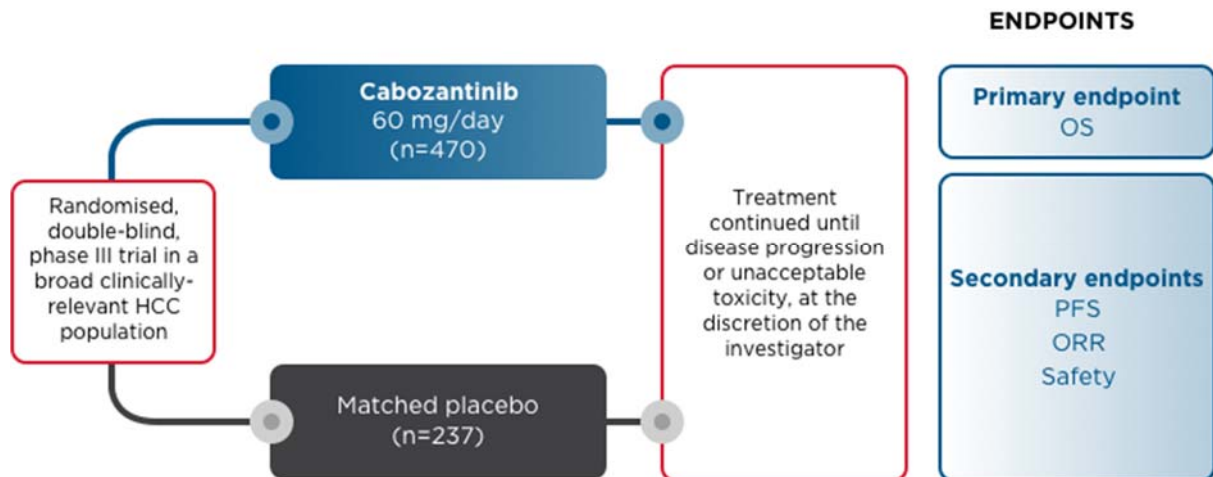 ENDPOINTS
Cabozantinib
60 mg/day
(n=470)
Randomised,
double-blind,
phase III trial in a
broad clinically-
relevant HCC
population
Matched placebo
(n=237)
Treatment
continued until
disease progression
or unacceptable
toxicity, at the
discretion of the
investigator
Primary endpoint
OS
Secondary endpoints
PFS
ORR
Safety